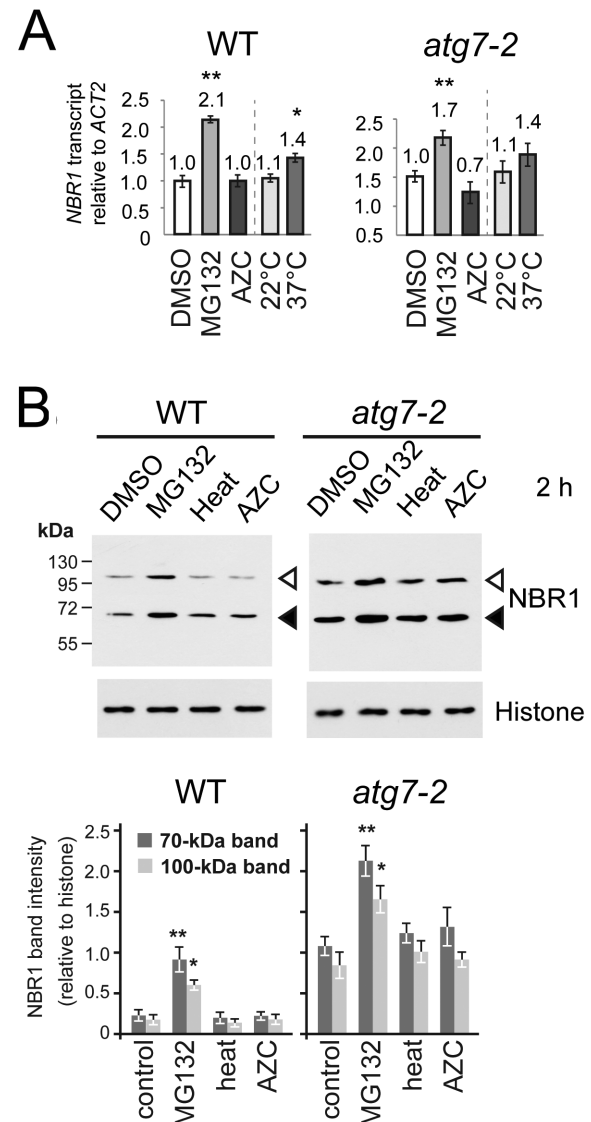 A
WT
atg7-2
NBR1 transcript
relative to ACT2
2.5
2.0
1.5
1.0
0.5
0
1.0
**
2.1
1.0
1.1
*
1.4
DMSO
MG132
AZC
22°C
37°C
2.5
2.0
1.5
1.0
0.5
1.0
**
1.7
0.7
1.1
1.4
DMSO
MG132
AZC
22°C
37°C
B
WT
atg7-2
DMSO
MG132
Heat
AZC
DMSO
MG132
Heat
AZC
2 h
kDa
130
95
72
55
NBR1
Histone
WT
atg7-2
NBR1 band intensity
(relative to histone)
2.5
2.0
1.5
1.0
0.5
0
70-kDa band
100-kDa band
**
*
**
*
control
MG132
heat
AZC
control
MG132
heat
AZC